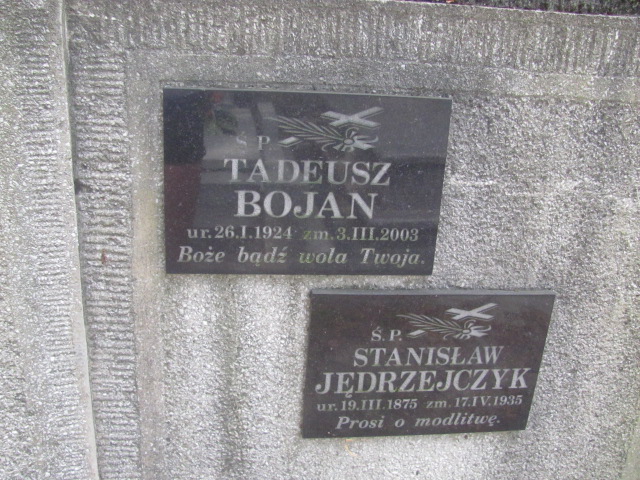 Ś.P.
TADEUSZ
BOJAN
ur. 26.I.1924 zm. 3.III.2003
Boże bądź wola Twoja.
Ś.P.
STANISŁAW
JĘDRZEJCZYK
ur. 19.III.1875 zm. 17.IV.1935
Prosi o modlitwę.